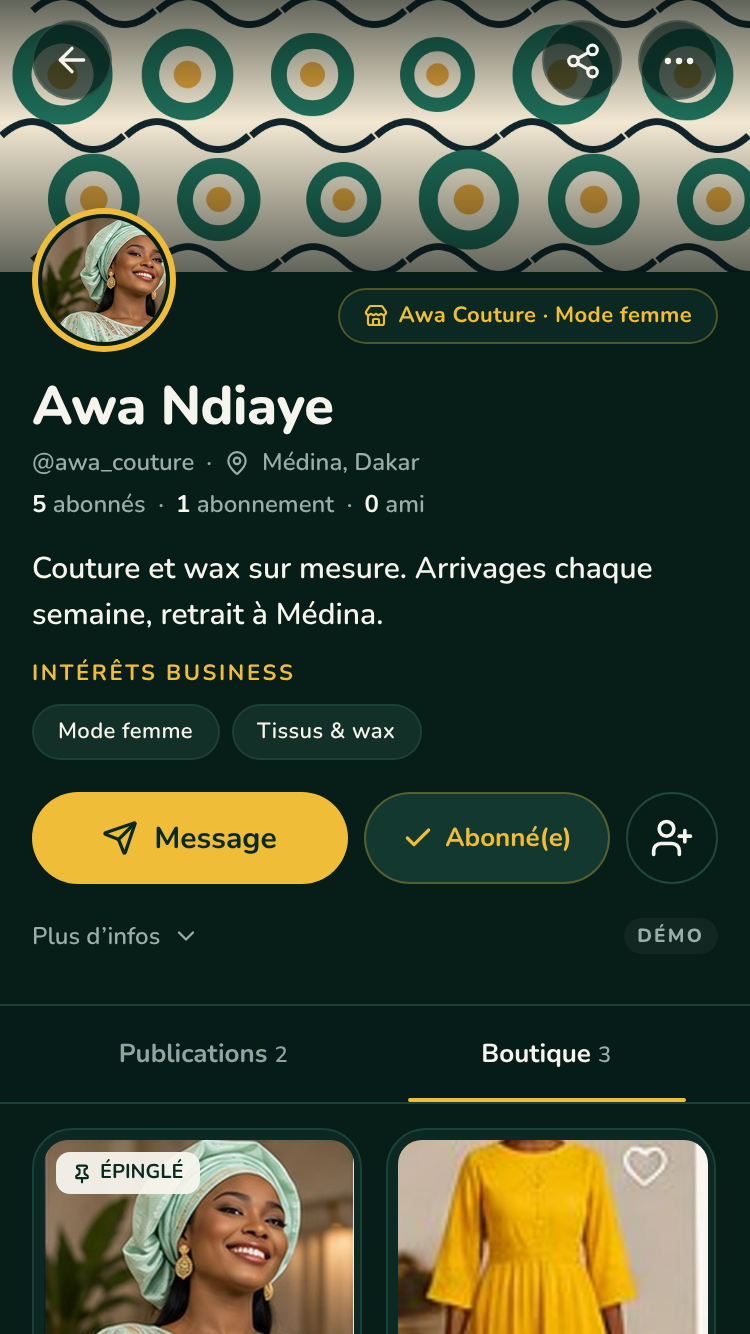 Awa Couture · Mode femme
Awa Ndiaye
@awa_couture · Médina, Dakar
5 abonnés · 1 abonnement · 0 ami
Couture et wax sur mesure. Arrivages chaque
semaine, retrait à Médina.
INTÉRÊTS BUSINESS
Mode femme Tissus & wax
Message Abonné(e)
Plus d’infos DÉMO
Publications 2 Boutique 3
ÉPINGLÉ